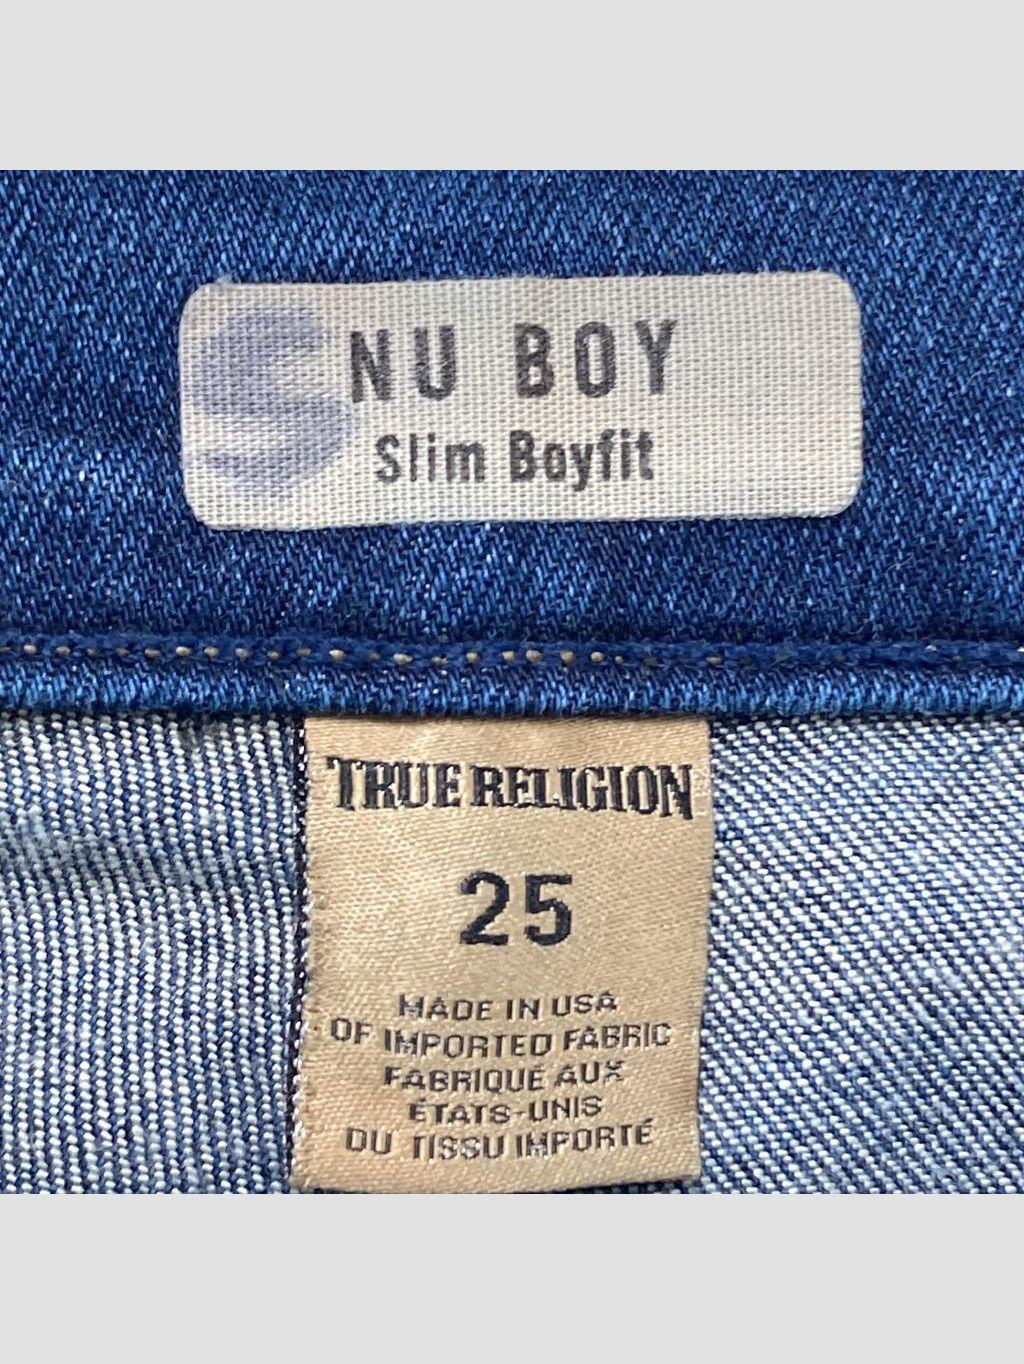 S
NU BOY
Slim Boyfit
TRUE RELIGION
25
MADE IN USA
OF IMPORTED FABRIC
FABRIQUE AUX
ÉTATS-UNIS
DU TISSU IMPORTÉ